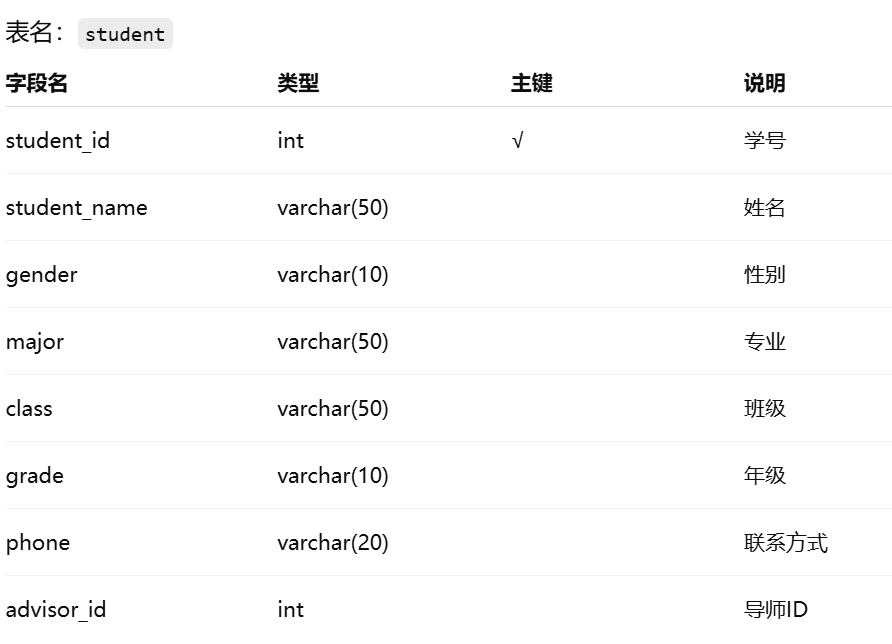 表名： student
字段名 类型 主键 说明
student_id int √ 学号
student_name varchar(50) 姓名
gender varchar(10) 性别
major varchar(50) 专业
class varchar(50) 班级
grade varchar(10) 年级
phone varchar(20) 联系方式
advisor_id int 导师ID